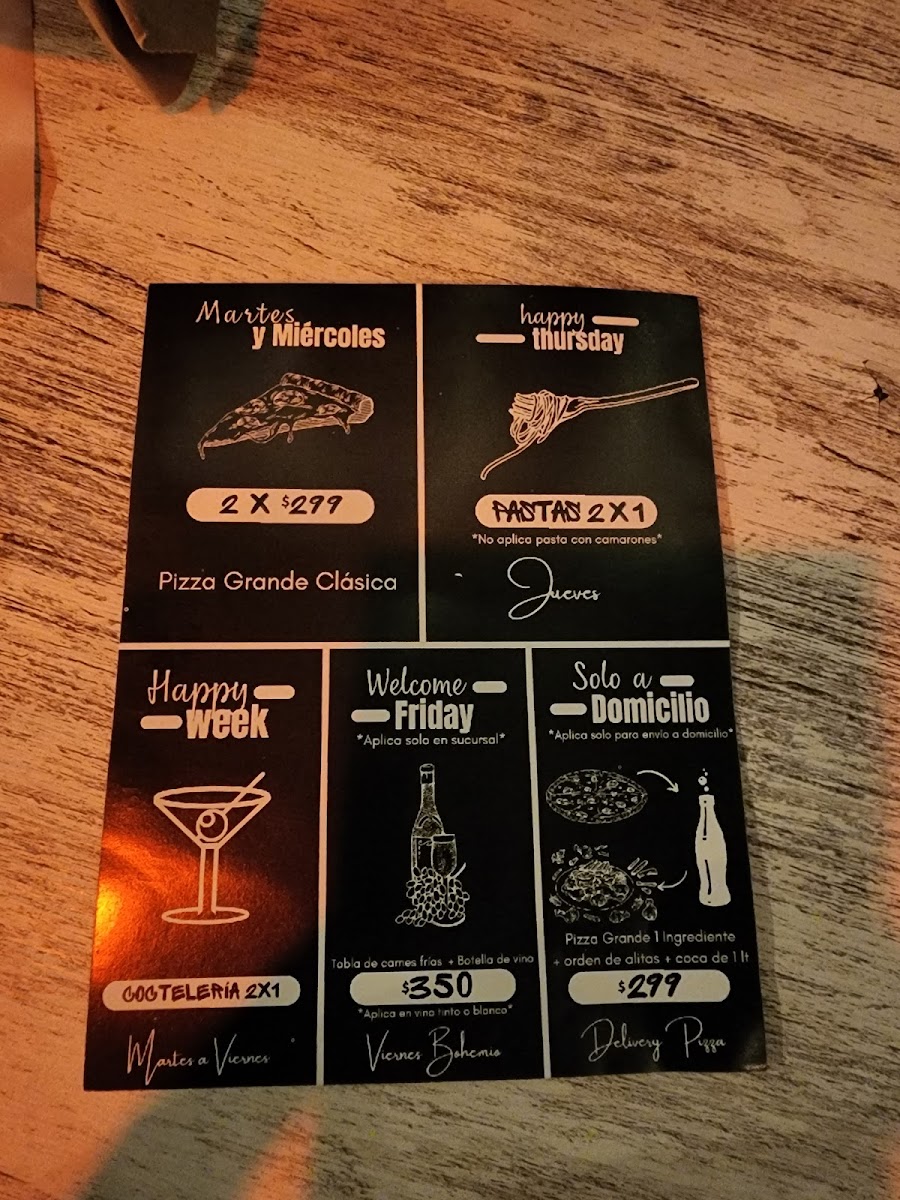 Martes
y Miércoles
2 X $299
Pizza Grande Clásica
happy
thursday
PASTAS 2X1
*No aplica pasta con camarones*
Jueves
Happy
week
COCTELERÍA 2X1
Martes a Viernes
Welcome
Friday
*Aplica solo en sucursal*
Tabla de carnes frías + Botella de vino
$350
*Aplica en vino tinto o blanco*
Viernes Bohemio
Solo a
Domicilio
*Aplica solo para envío a domicilio*
Pizza Grande 1 Ingrediente
+ orden de alitas + coca de 1 lt
$299
Delivery Pizza